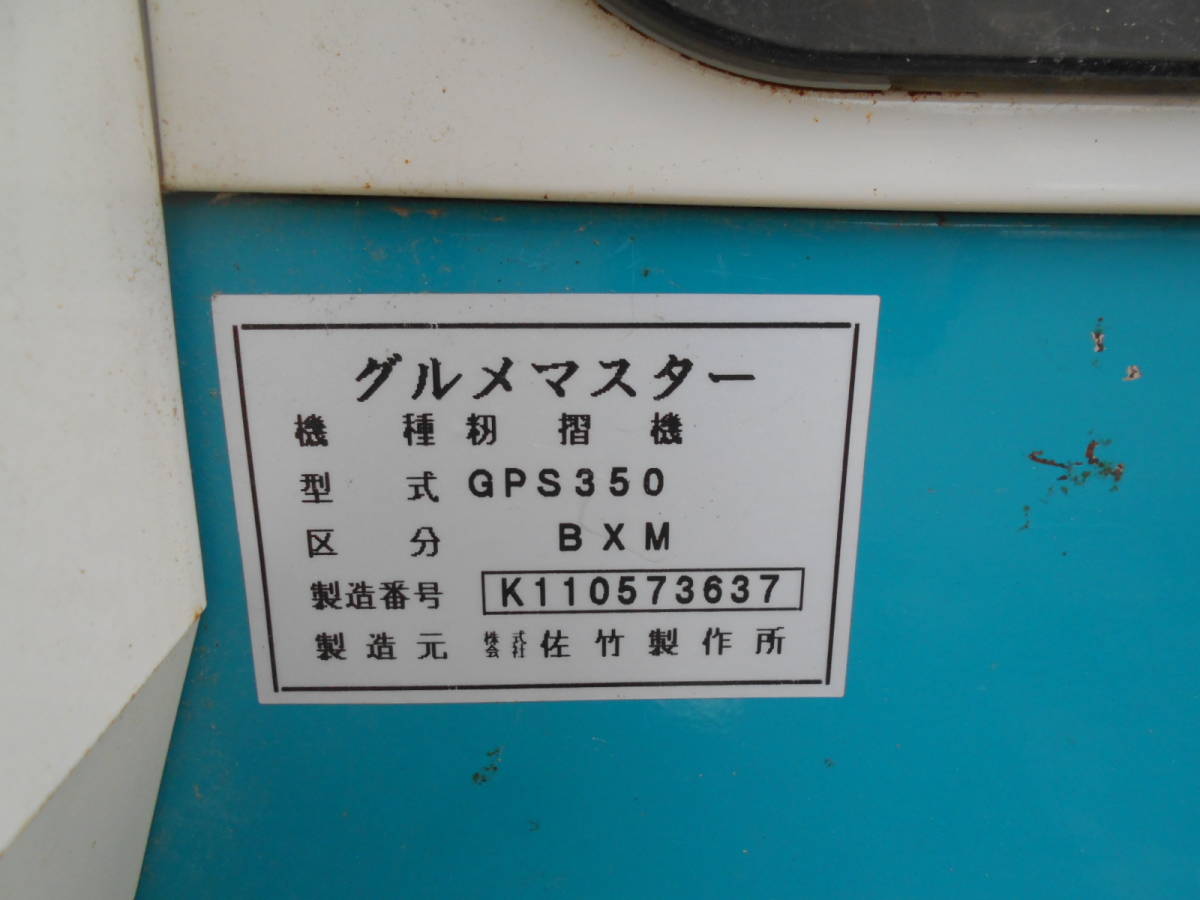 グルメマスター
機種 籾摺機
型式 GPS350
区分 BXM
製造番号 K110573637
製造元 株式会社 佐竹製作所